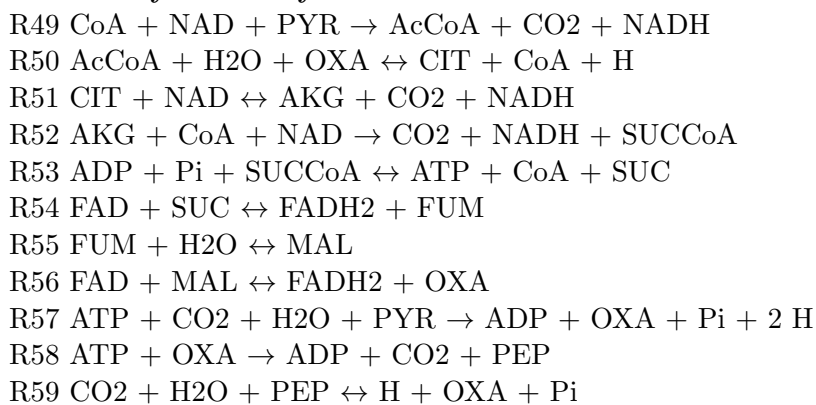 R49 CoA + NAD + PYR → AcCoA + CO2 + NADH
R50 AcCoA + H2O + OXA ↔ CIT + CoA + H
R51 CIT + NAD ↔ AKG + CO2 + NADH
R52 AKG + CoA + NAD → CO2 + NADH + SUCCoA
R53 ADP + Pi + SUCCoA ↔ ATP + CoA + SUC
R54 FAD + SUC ↔ FADH2 + FUM
R55 FUM + H2O ↔ MAL
R56 FAD + MAL ↔ FADH2 + OXA
R57 ATP + CO2 + H2O + PYR → ADP + OXA + Pi + 2 H
R58 ATP + OXA → ADP + CO2 + PEP
R59 CO2 + H2O + PEP ↔ H + OXA + Pi